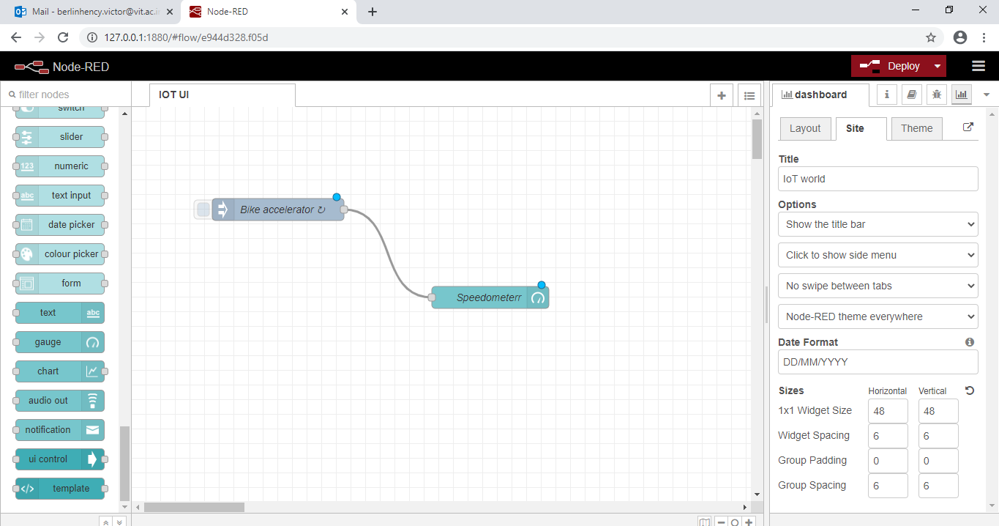 Mail - berlinhency.victor@vit.ac.i
Node-RED
127.0.0.1:1880/#flow/e944d328.f05d
Node-RED
Deploy
filter nodes
IOT UI
dashboard
switch
slider
123 numeric
abc text input
date picker
colour picker
form
text abc
gauge
chart
audio out
notification
ui control
</> template
Bike accelerator ↻
Speedometerr
Layout
Site
Theme
Title
IoT world
Options
Show the title bar
Click to show side menu
No swipe between tabs
Node-RED theme everywhere
Date Format
DD/MM/YYYY
Sizes Horizontal Vertical
1x1 Widget Size 48 48
Widget Spacing 6 6
Group Padding 0 0
Group Spacing 6 6